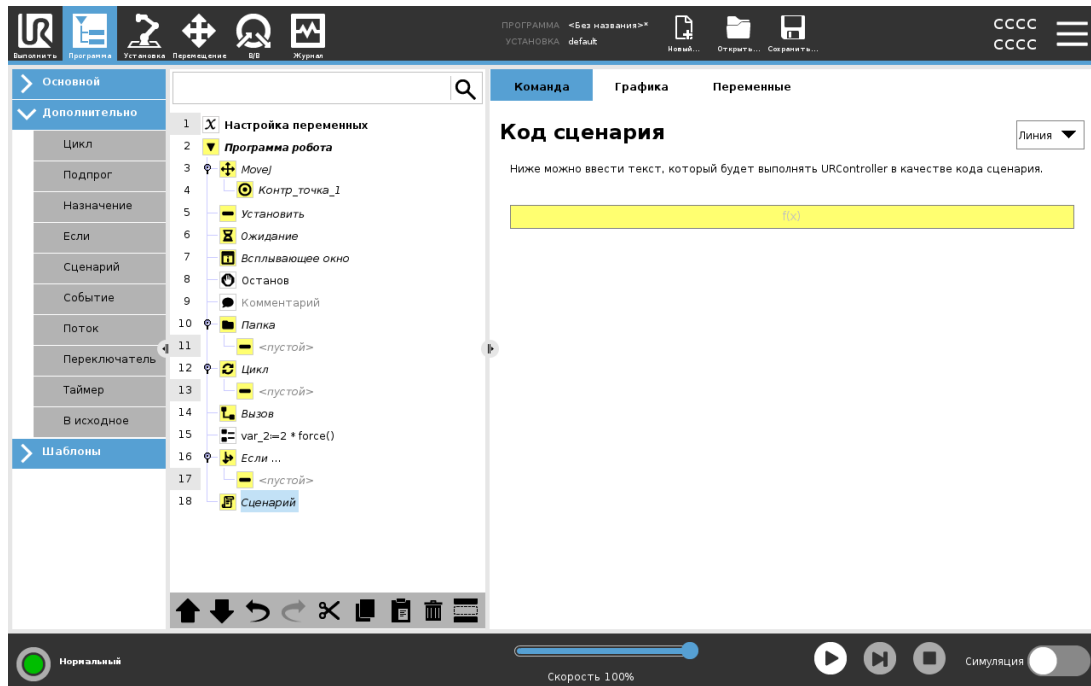 ПРОГРАММА <Без названия>*
УСТАНОВКА default
Выполнить Программа Установка Перемещение В/В Журнал
Новый... Открыть... Сохранить...
CCCC
CCCC
Основной
Дополнительно
Цикл
Подпрог
Назначение
Если
Сценарий
Событие
Поток
Переключатель
Таймер
В исходное
Шаблоны
1 X Настройка переменных
2 Программа робота
3 MoveJ
4 Контр_точка_1
5 Установить
6 Ожидание
7 Всплывающее окно
8 Останов
9 Комментарий
10 Папка
11 <пустой>
12 Цикл
13 <пустой>
14 Вызов
15 var_2≔2 * force()
16 Если ...
17 <пустой>
18 Сценарий
Команда Графика Переменные
Код сценария
Линия
Ниже можно ввести текст, который будет выполнять URController в качестве кода сценария.
f(x)
Нормальный
Скорость 100%
Симуляция